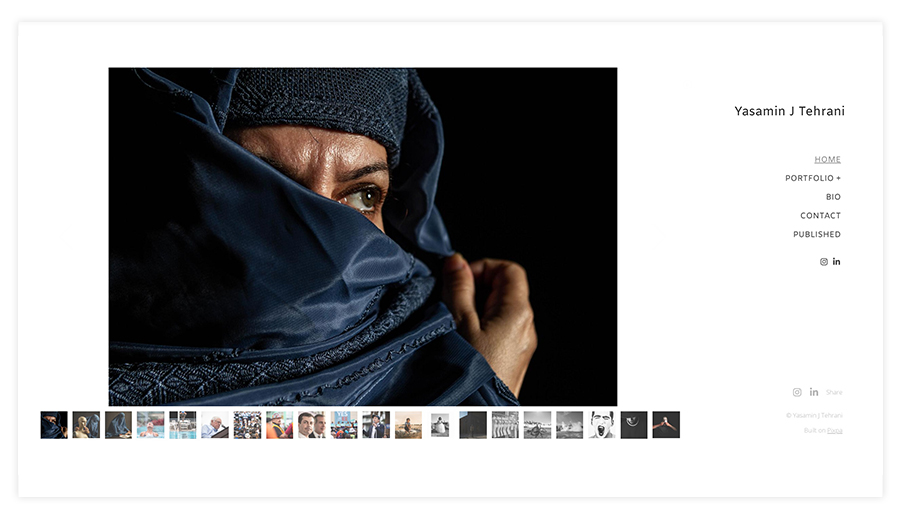 Yasamin J Tehrani
HOME
PORTFOLIO +
BIO
CONTACT
PUBLISHED
Share
© Yasamin J Tehrani
Built on Pixpa